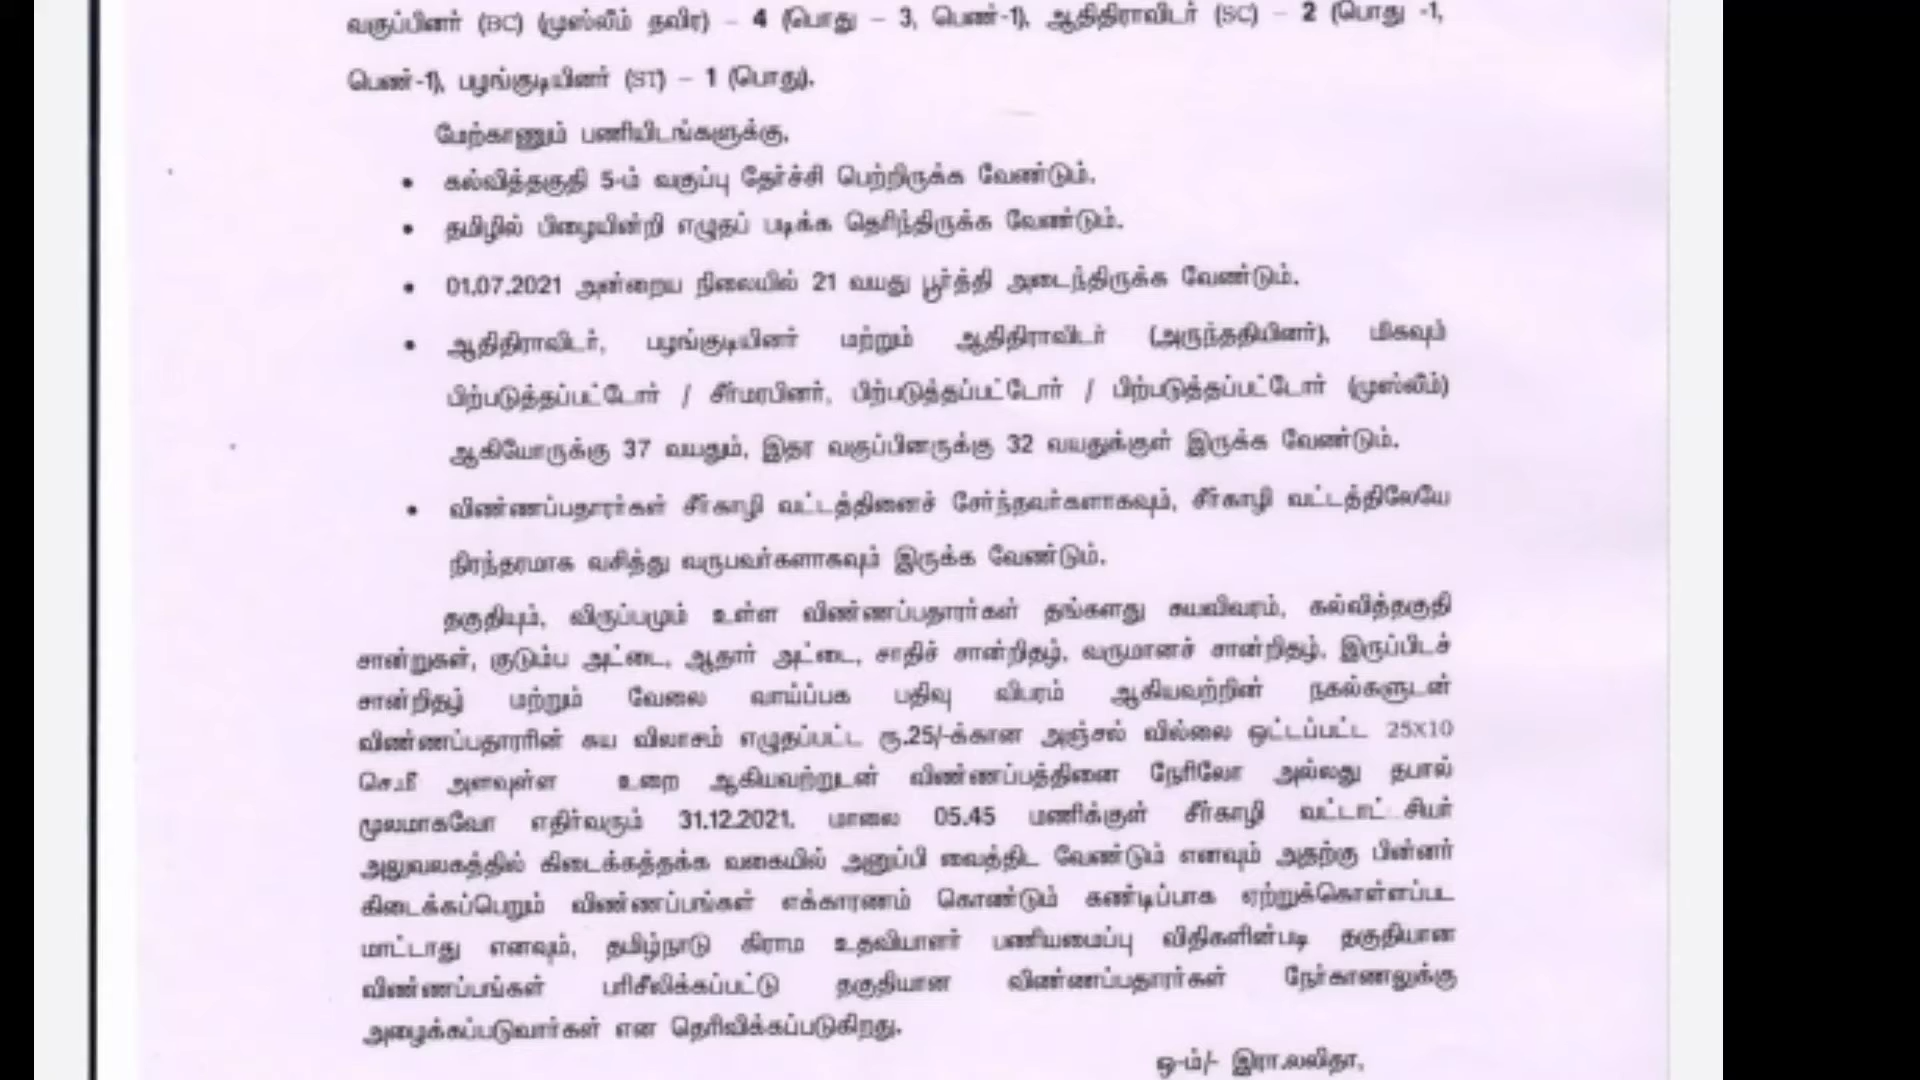 வகுப்பினர் (BC) (முஸ்லீம் தவிர) – 4 (பொது – 3, பெண்-1), ஆதிதிராவிடர் (SC) – 2 (பொது -1,
பெண்-1), பழங்குடியினர் (ST) – 1 (பொது).
மேற்காணும் பணியிடங்களுக்கு,
• கல்வித்தகுதி 5-ம் வகுப்பு தேர்ச்சி பெற்றிருக்க வேண்டும்.
• தமிழில் பிழையின்றி எழுதப் படிக்க தெரிந்திருக்க வேண்டும்.
• 01.07.2021 அன்றைய நிலையில் 21 வயது பூர்த்தி அடைந்திருக்க வேண்டும்.
• ஆதிதிராவிடர், பழங்குடியினர் மற்றும் ஆதிதிராவிடர் (அருந்ததியினர்), மிகவும்
பிற்படுத்தப்பட்டோர் / சீர்மரபினர், பிற்படுத்தப்பட்டோர் / பிற்படுத்தப்பட்டோர் (முஸ்லீம்)
ஆகியோருக்கு 37 வயதும், இதர வகுப்பினருக்கு 32 வயதுக்குள் இருக்க வேண்டும்.
• விண்ணப்பதாரர்கள் சீர்காழி வட்டத்தினைச் சேர்ந்தவர்களாகவும், சீர்காழி வட்டத்திலேயே
நிரந்தரமாக வசித்து வருபவர்களாகவும் இருக்க வேண்டும்.
தகுதியும், விருப்பமும் உள்ள விண்ணப்பதாரர்கள் தங்களது சுயவிவரம், கல்வித்தகுதி
சான்றுகள், குடும்ப அட்டை, ஆதார் அட்டை, சாதிச் சான்றிதழ், வருமானச் சான்றிதழ், இருப்பிடச்
சான்றிதழ் மற்றும் வேலை வாய்ப்பக பதிவு விபரம் ஆகியவற்றின் நகல்களுடன்
விண்ணப்பதாரரின் சுய விலாசம் எழுதப்பட்ட ரூ.25/-க்கான அஞ்சல் வில்லை ஒட்டப்பட்ட 25x10
செ.மீ அளவுள்ள உறை ஆகியவற்றுடன் விண்ணப்பத்தினை நேரிலோ அல்லது தபால்
மூலமாகவோ எதிர்வரும் 31.12.2021, மாலை 05.45 மணிக்குள் சீர்காழி வட்டாட் சியர்
அலுவலகத்தில் கிடைக்கத்தக்க வகையில் அனுப்பி வைத்திட வேண்டும் எனவும் அதற்கு பின்னர்
கிடைக்கப்பெறும் விண்ணப்பங்கள் எக்காரணம் கொண்டும் கண்டிப்பாக ஏற்றுக்கொள்ளப்பட
மாட்டாது எனவும், தமிழ்நாடு கிராம உதவியாளர் பணியமைப்பு விதிகளின்படி தகுதியான
விண்ணப்பங்கள் பரிசீலிக்கப்பட்டு தகுதியான விண்ணப்பதாரர்கள் நேர்காணலுக்கு
அழைக்கப்படுவார்கள் என தெரிவிக்கப்படுகிறது.
ஒ-ம்/- இரா.லலிதா,